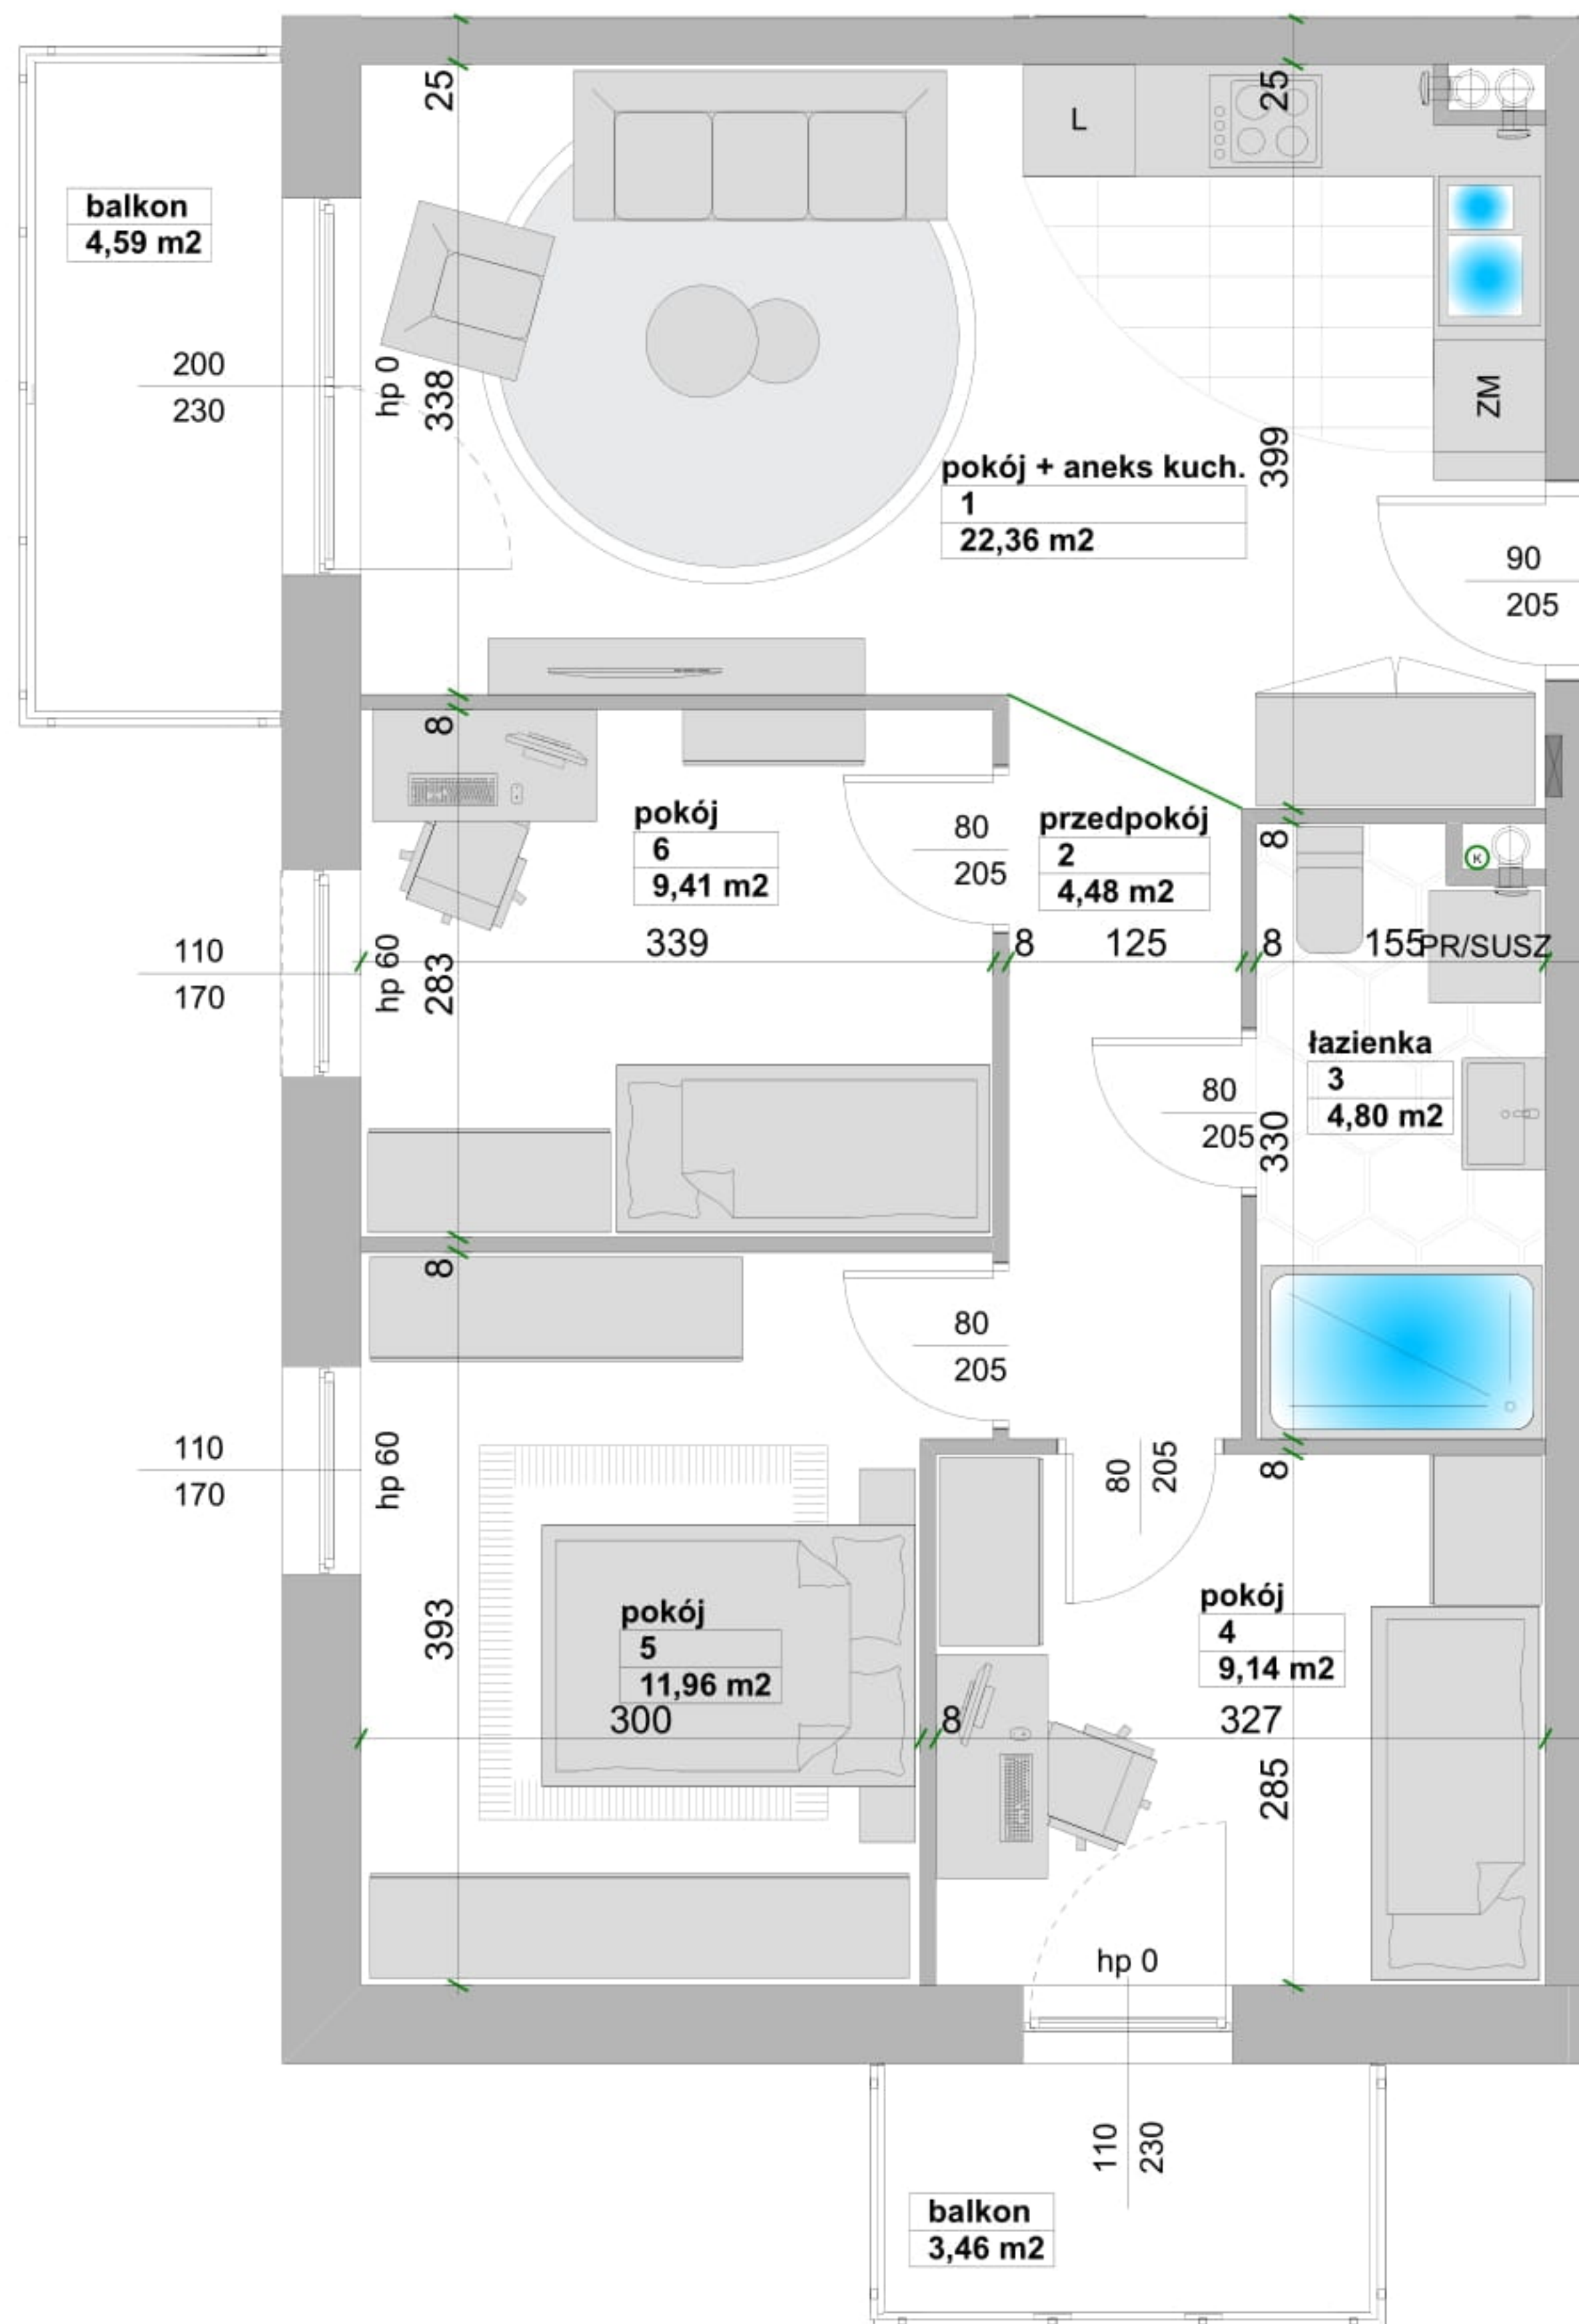 25
25
L
balkon
4,59 m2
200
230
hp 0
338
ZM
399
pokój + aneks kuch.
1
22,36 m2
90
205
8
pokój
6
9,41 m2
80
205
przedpokój
2
4,48 m2
8
K
339
8
125
8
155
PR/SUSZ
110
170
hp 60
283
łazienka
3
4,80 m2
80
205
330
8
80
205
110
170
hp 60
80
205
8
393
pokój
5
11,96 m2
300
8
pokój
4
9,14 m2
327
285
hp 0
110
230
balkon
3,46 m2